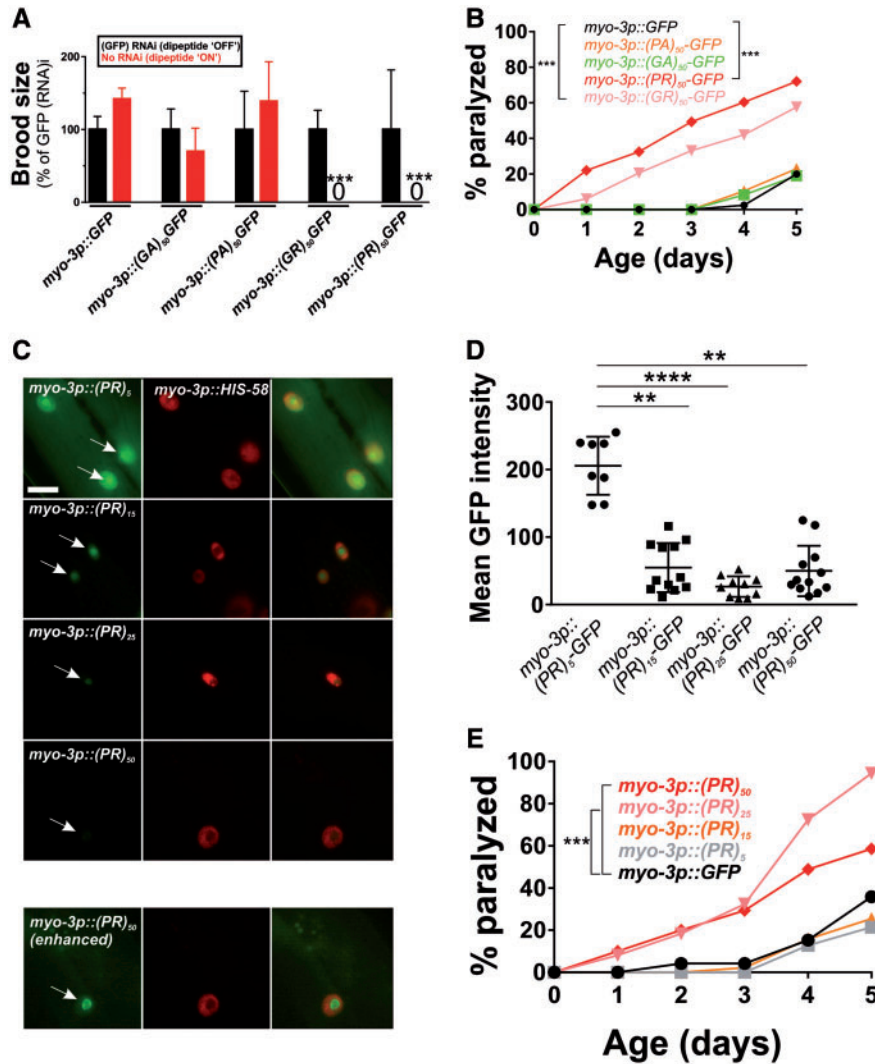 A
(GFP) RNAi (dipeptide 'OFF')
No RNAi (dipeptide 'ON')
Brood size
(% of GFP (RNA)i)
200
100
0
***
0
***
0
myo-3p::GFP
myo-3p::(GA)50GFP
myo-3p::(PA)50GFP
myo-3p::(GR)50GFP
myo-3p::(PR)50GFP
B
% paralyzed
100
80
60
40
20
0
***
myo-3p::GFP
myo-3p::(PA)50-GFP
myo-3p::(GA)50-GFP
myo-3p::(PR)50-GFP
myo-3p::(GR)50-GFP
***
0 1 2 3 4 5
Age (days)
C
myo-3p::(PR)5
myo-3p::HIS-58
myo-3p::(PR)15
myo-3p::(PR)25
myo-3p::(PR)50
myo-3p::(PR)50
(enhanced)
D
Mean GFP intensity
300
200
100
0
**
****
**
myo-3p::
(PR)5-GFP
myo-3p::
(PR)15-GFP
myo-3p::
(PR)25-GFP
myo-3p::
(PR)50-GFP
E
% paralyzed
100
80
60
40
20
0
***
myo-3p::(PR)50
myo-3p::(PR)25
myo-3p::(PR)15
myo-3p::(PR)5
myo-3p::GFP
0 1 2 3 4 5
Age (days)